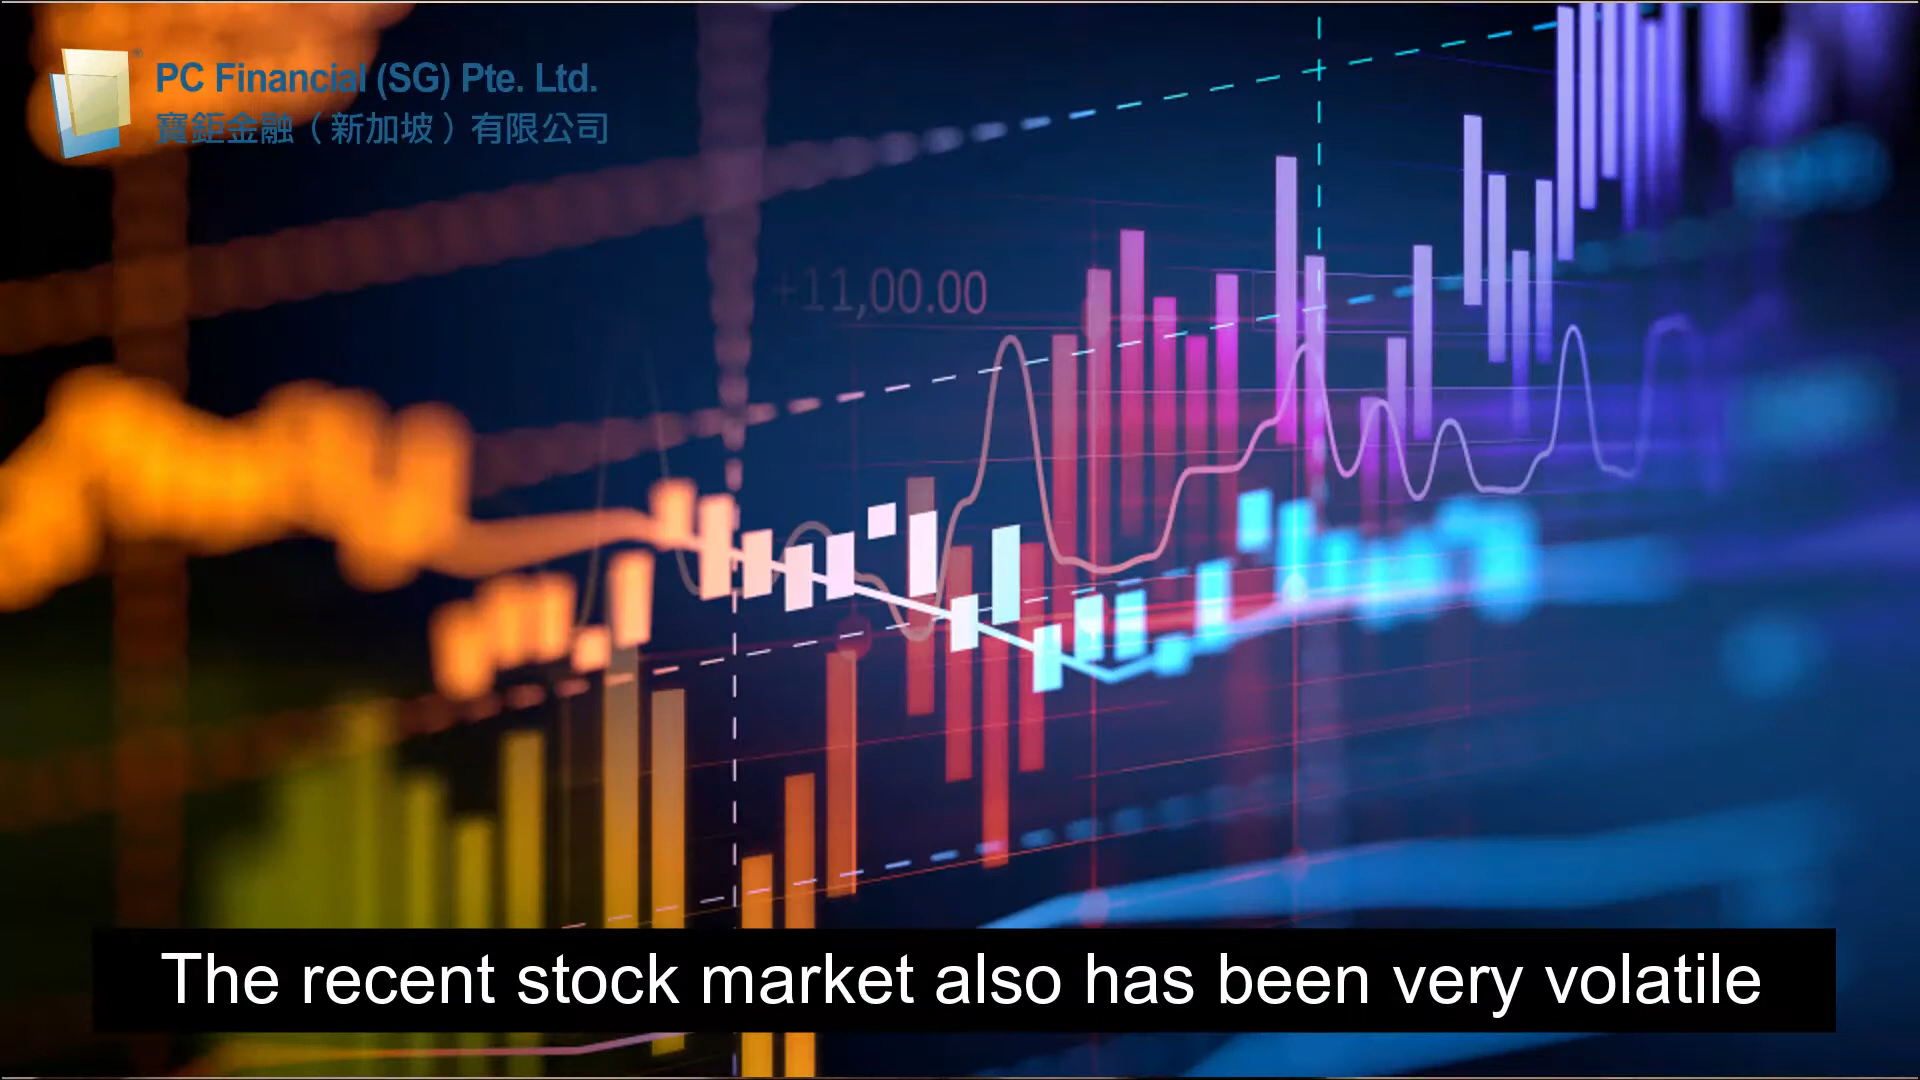 PC Financial (SG) Pte. Ltd.
寶鉅金融（新加坡）有限公司
+11,00.00
The recent stock market also has been very volatile